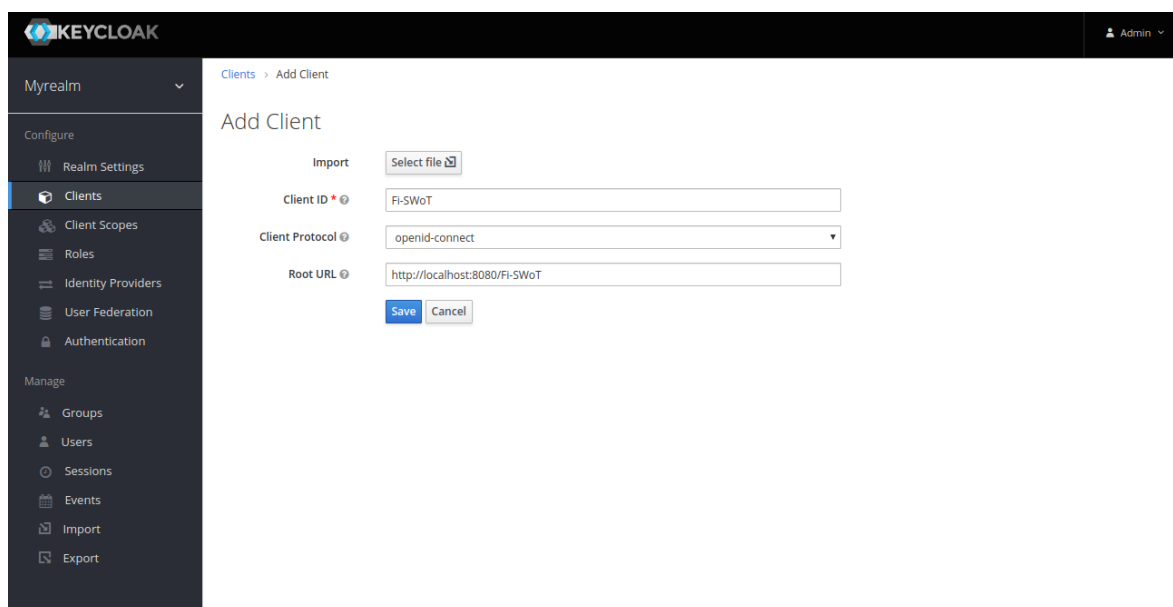 KEYCLOAK
Admin
Myrealm
Configure
Realm Settings
Clients
Client Scopes
Roles
Identity Providers
User Federation
Authentication
Manage
Groups
Users
Sessions
Events
Import
Export
Clients > Add Client
Add Client
Import Select file
Client ID * Fi-SWoT
Client Protocol openid-connect
Root URL http://localhost:8080/Fi-SWoT
Save Cancel